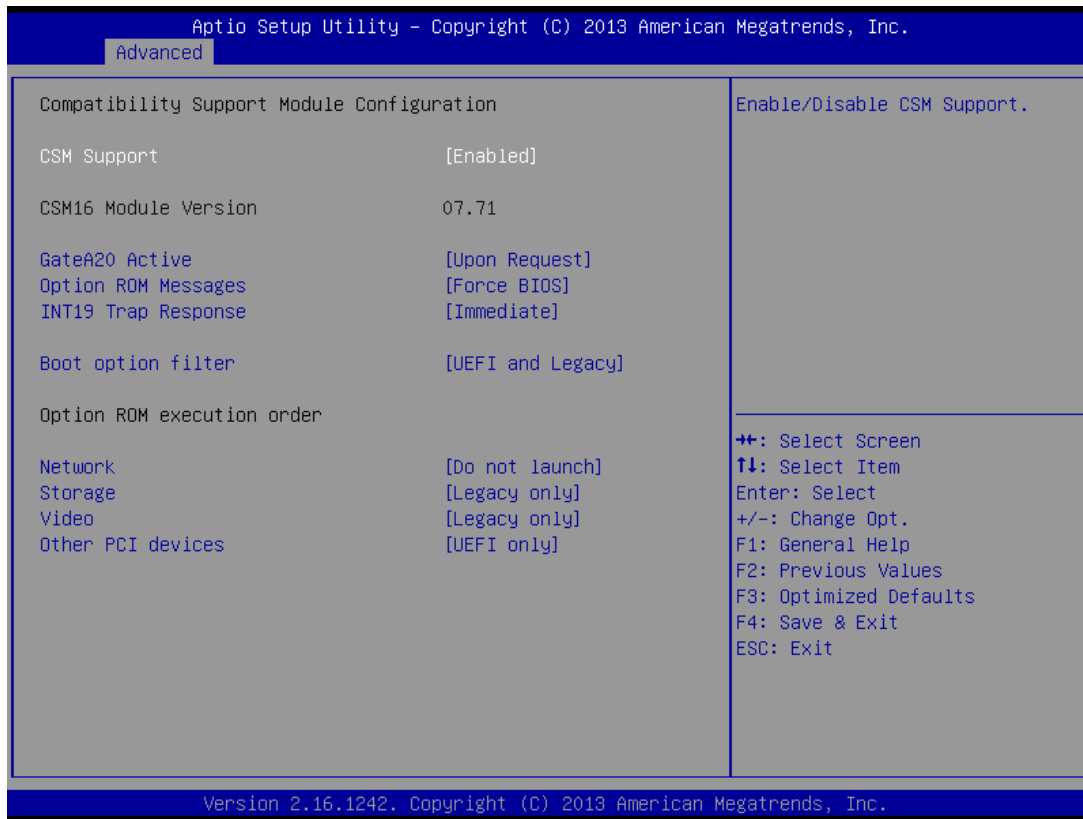 Aptio Setup Utility – Copyright (C) 2013 American Megatrends, Inc.
Advanced
Compatibility Support Module Configuration
CSM Support [Enabled]
CSM16 Module Version 07.71
GateA20 Active [Upon Request]
Option ROM Messages [Force BIOS]
INT19 Trap Response [Immediate]
Boot option filter [UEFI and Legacy]
Option ROM execution order
Network [Do not launch]
Storage [Legacy only]
Video [Legacy only]
Other PCI devices [UEFI only]
Enable/Disable CSM Support.
→←: Select Screen
↑↓: Select Item
Enter: Select
+/-: Change Opt.
F1: General Help
F2: Previous Values
F3: Optimized Defaults
F4: Save & Exit
ESC: Exit
Version 2.16.1242. Copyright (C) 2013 American Megatrends, Inc.